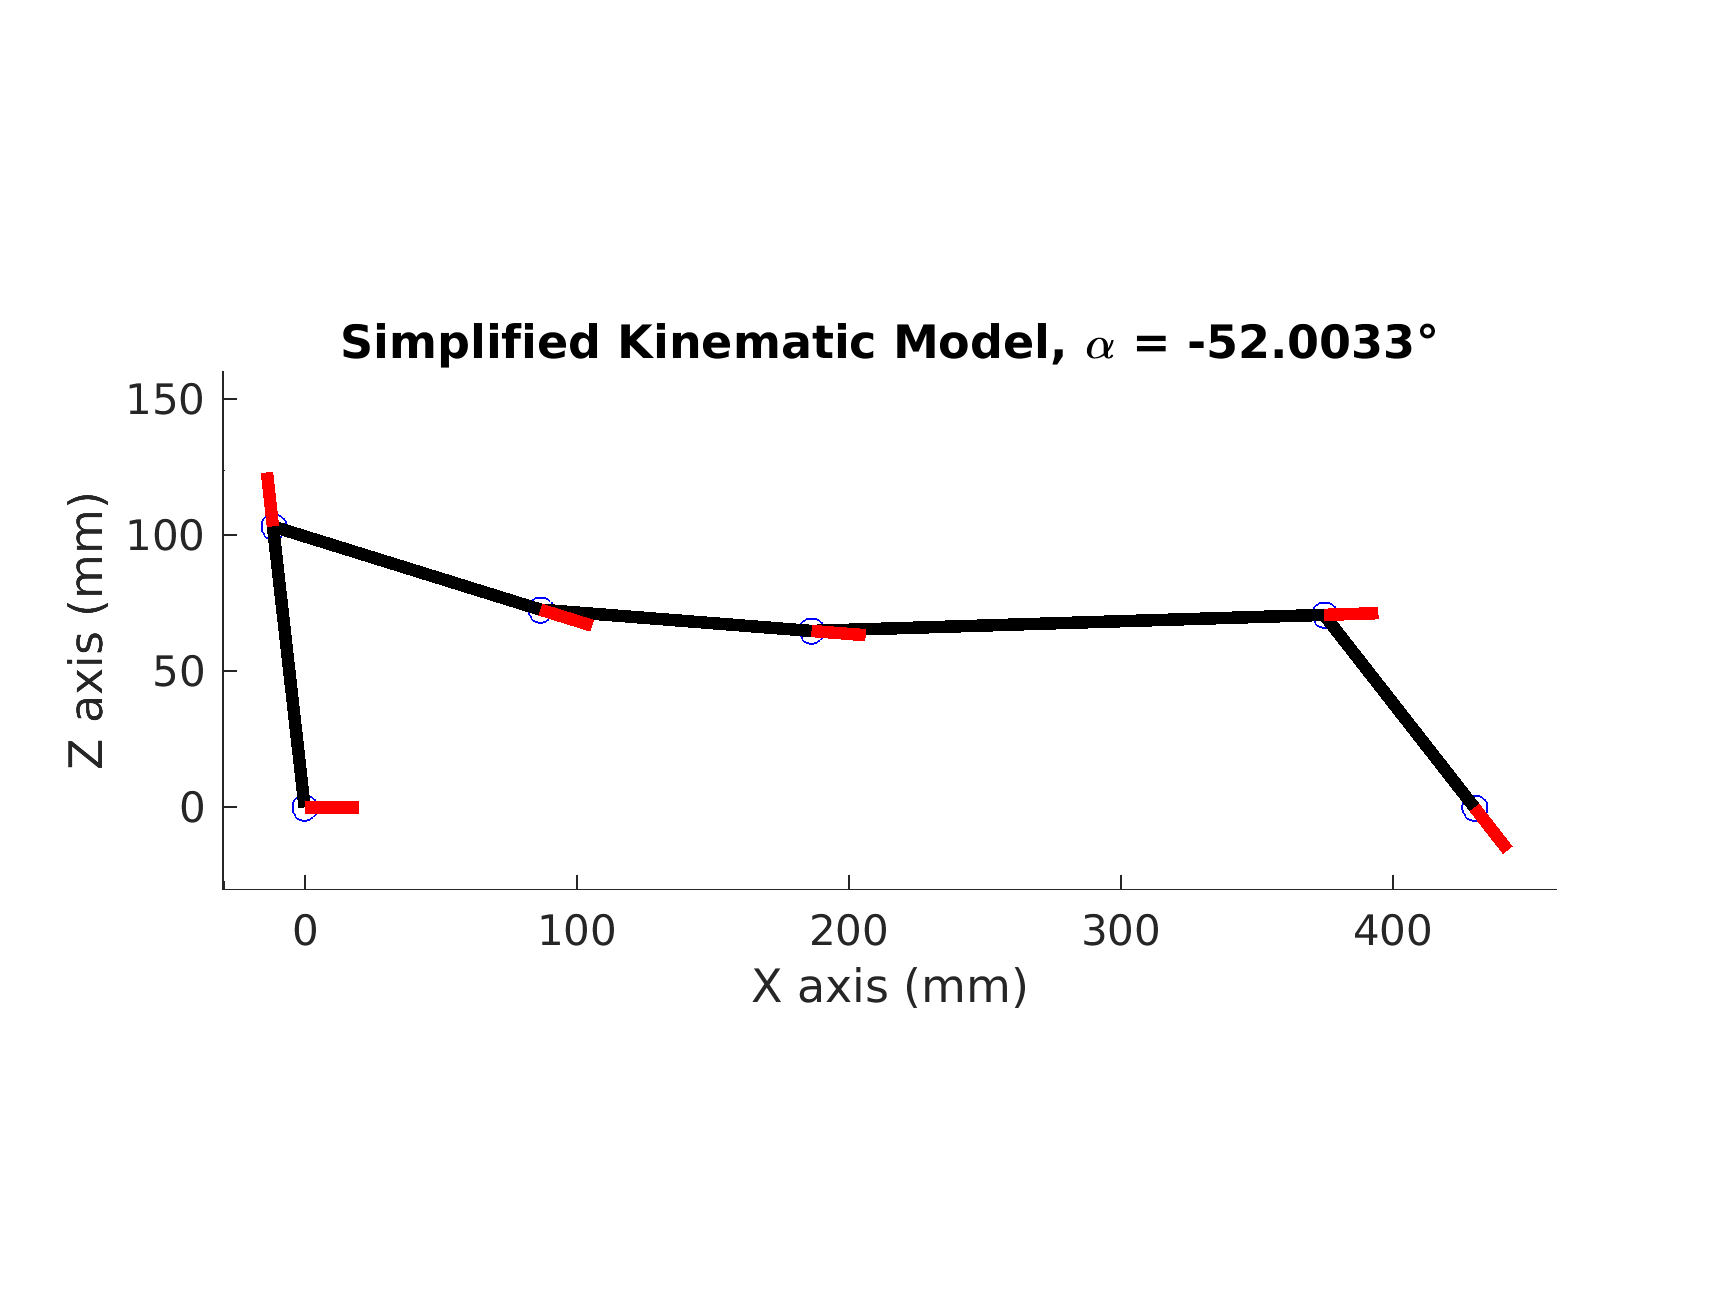 Simplified Kinematic Model, α = -52.0033°
150
100
50
0
Z axis (mm)
0 100 200 300 400
X axis (mm)